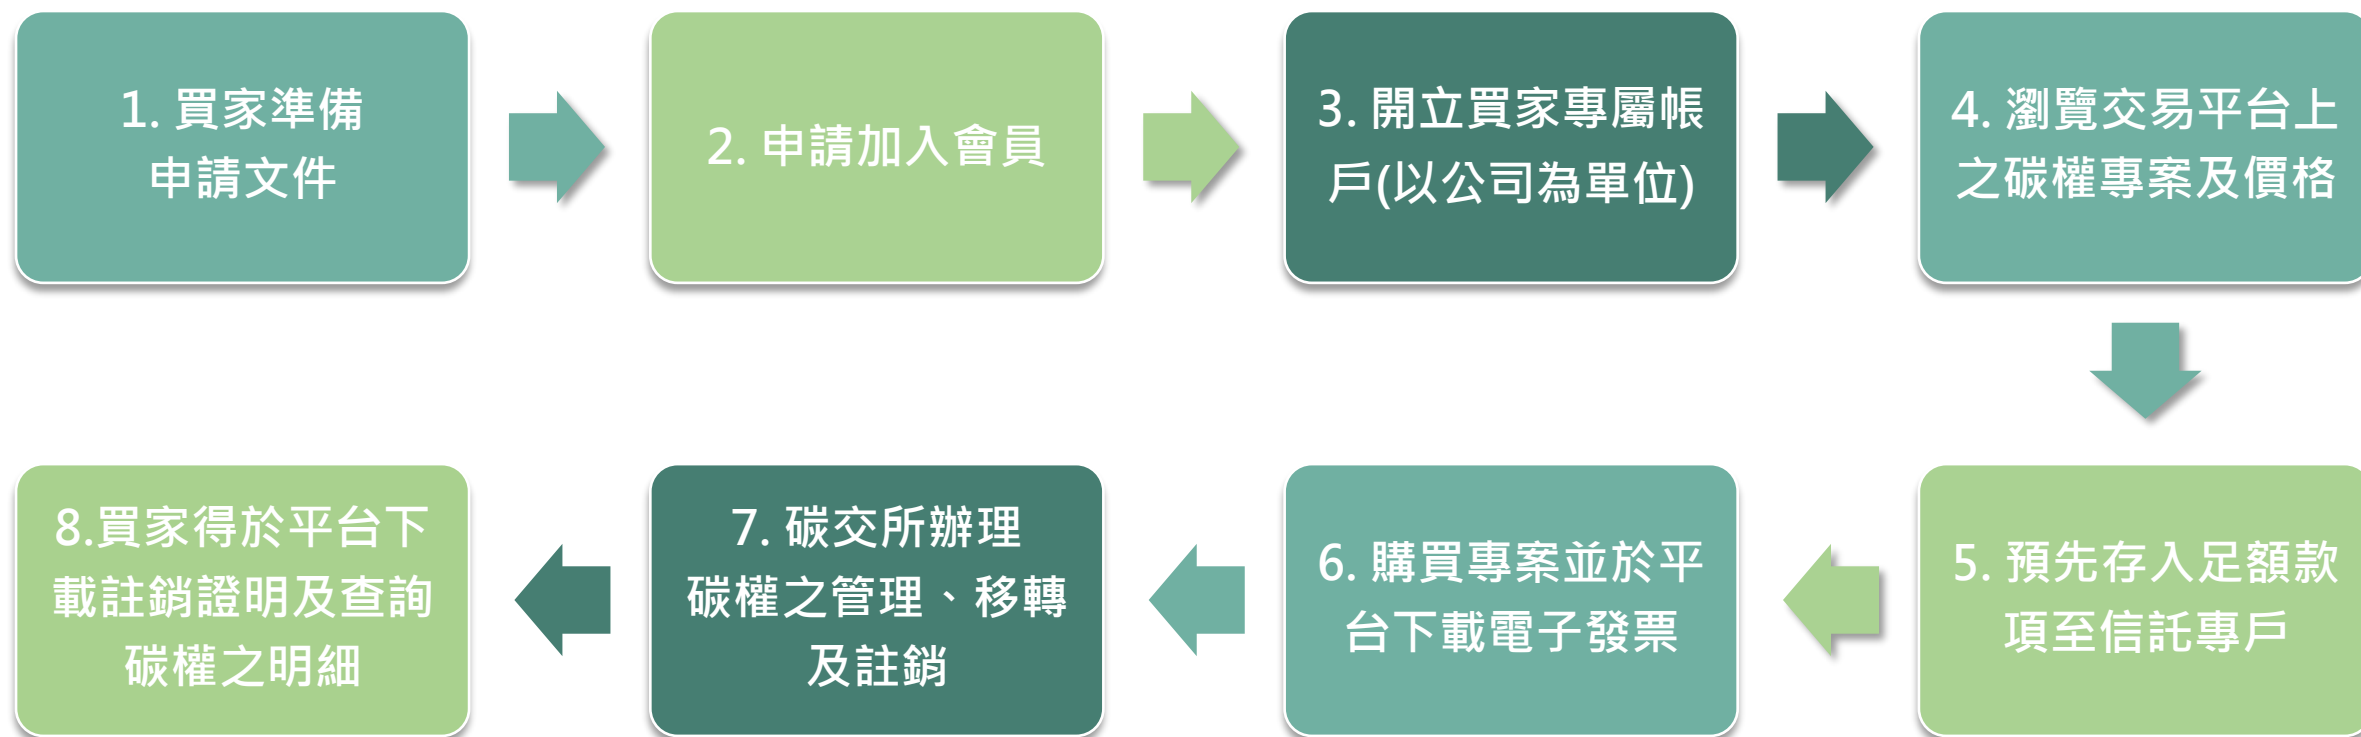 1. 買家準備
申請文件
2. 申請加入會員
3. 開立買家專屬帳
戶(以公司為單位)
4. 瀏覽交易平台上
之碳權專案及價格
5. 預先存入足額款
項至信託專戶
6. 購買專案並於平
台下載電子發票
7. 碳交所辦理
碳權之管理、移轉
及註銷
8.買家得於平台下
載註銷證明及查詢
碳權之明細